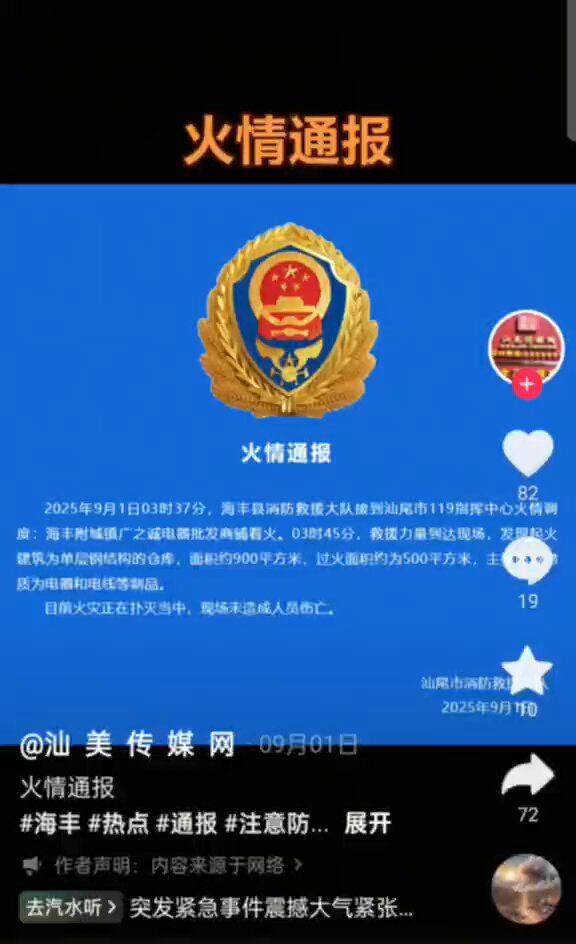 火情通报
火情通报
2025年9月1日03时37分，海丰县消防救援大队接到汕尾市119指挥中心火情调
度：海丰附城镇广之诚电器批发商铺着火。03时45分，救援力量到达现场，发现起火
建筑为单层钢结构的仓库，面积约900平方米，过火面积约为500平方米，主
质为电器和电线等制品。
目前火灾正在扑灭当中，现场未造成人员伤亡。
汕尾市消防救
2025年9月1日
82
19
10
72
@汕 美 传 媒 网 · 09月01日
火情通报
#海丰 #热点 #通报 #注意防... 展开
作者声明：内容来源于网络 >
去汽水听 > 突发紧急事件震撼大气紧张...